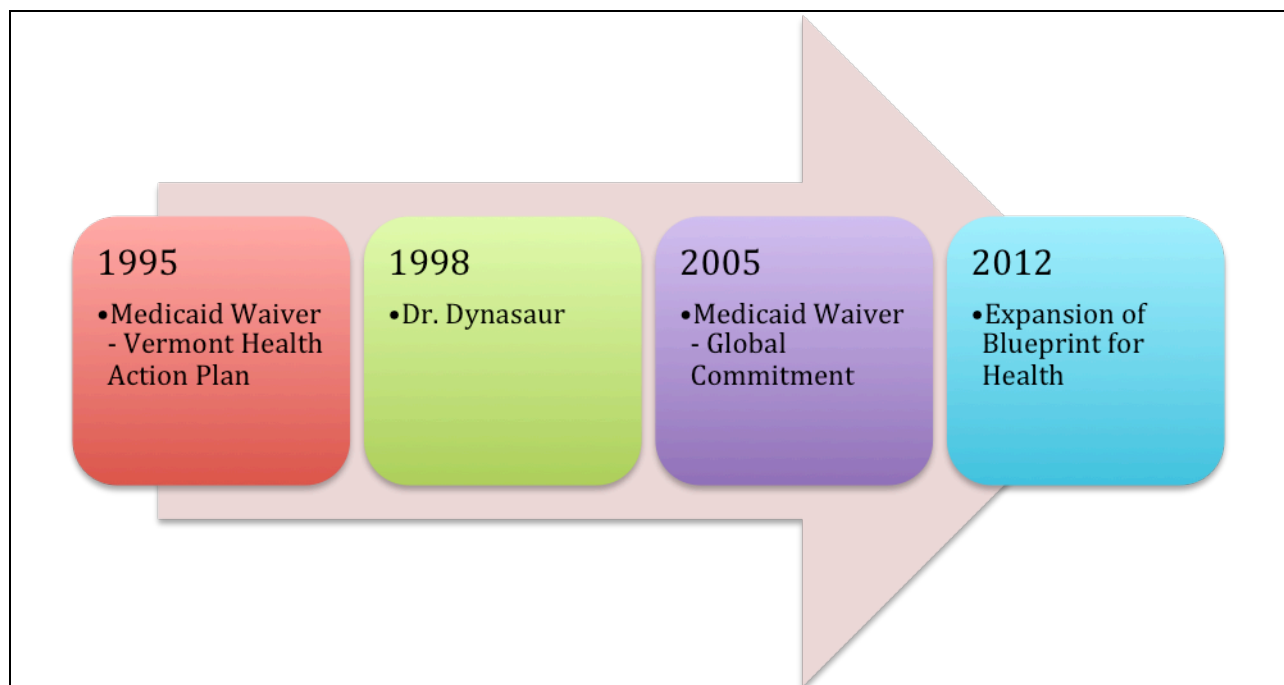 1995
•Medicaid Waiver
- Vermont Health
Action Plan
1998
•Dr. Dynasaur
2005
•Medicaid Waiver
- Global
Commitment
2012
•Expansion of
Blueprint for
Health